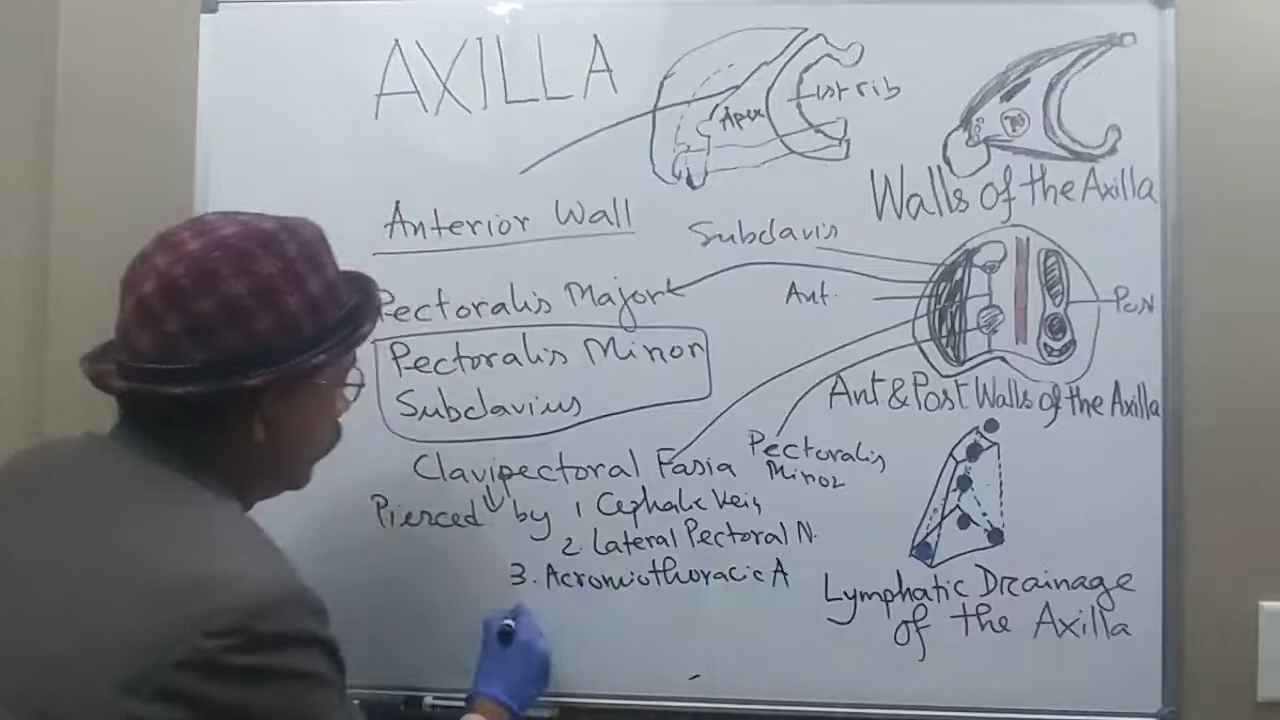 AXILLA
Apex
1st rib
Walls of the Axilla
Anterior Wall
Subclavis
Pectoralis Major
Ant.
Post
Pectoralis Minor
Subclavius
Ant & Post Walls of the Axilla
Clavipectoral Fasia
Pectoralis
Minor
Pierced by 1 Cephalic Vein
2. Lateral Pectoral N.
3. Acromiothoracic A
Lymphatic Drainage
of the Axilla